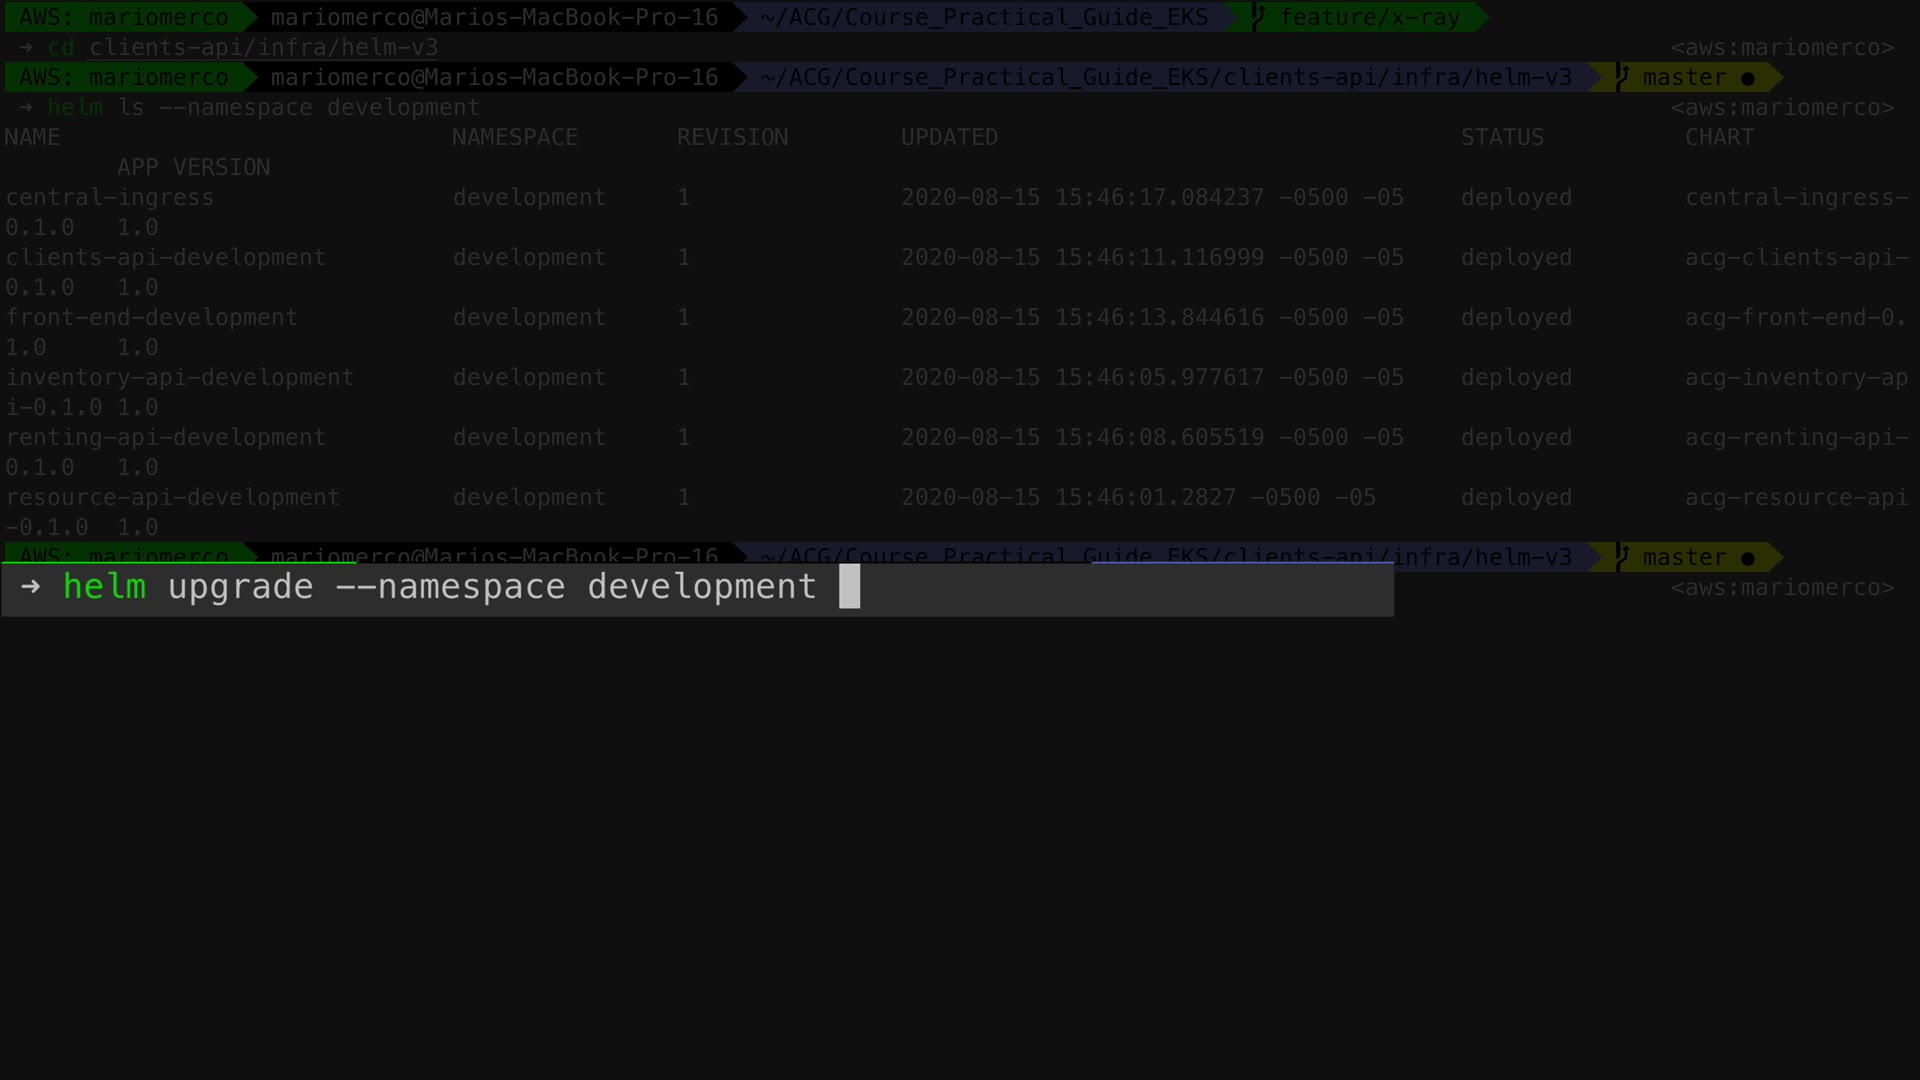 AWS: mariomerco mariomerco@Marios-MacBook-Pro-16 ~/ACG/Course_Practical_Guide_EKS feature/x-ray
→ cd clients-api/infra/helm-v3 <aws:mariomerco>
AWS: mariomerco mariomerco@Marios-MacBook-Pro-16 ~/ACG/Course_Practical_Guide_EKS/clients-api/infra/helm-v3 master ●
→ helm ls --namespace development <aws:mariomerco>
NAME NAMESPACE REVISION UPDATED STATUS CHART
APP VERSION
central-ingress development 1 2020-08-15 15:46:17.084237 -0500 -05 deployed central-ingress-
0.1.0 1.0
clients-api-development development 1 2020-08-15 15:46:11.116999 -0500 -05 deployed acg-clients-api-
0.1.0 1.0
front-end-development development 1 2020-08-15 15:46:13.844616 -0500 -05 deployed acg-front-end-0.
1.0 1.0
inventory-api-development development 1 2020-08-15 15:46:05.977617 -0500 -05 deployed acg-inventory-ap
i-0.1.0 1.0
renting-api-development development 1 2020-08-15 15:46:08.605519 -0500 -05 deployed acg-renting-api-
0.1.0 1.0
resource-api-development development 1 2020-08-15 15:46:01.2827 -0500 -05 deployed acg-resource-api
-0.1.0 1.0
AWS: mariomerco mariomerco@Marios-MacBook-Pro-16 ~/ACG/Course_Practical_Guide_EKS/clients-api/infra/helm-v3 master ●
→ helm upgrade --namespace development <aws:mariomerco>